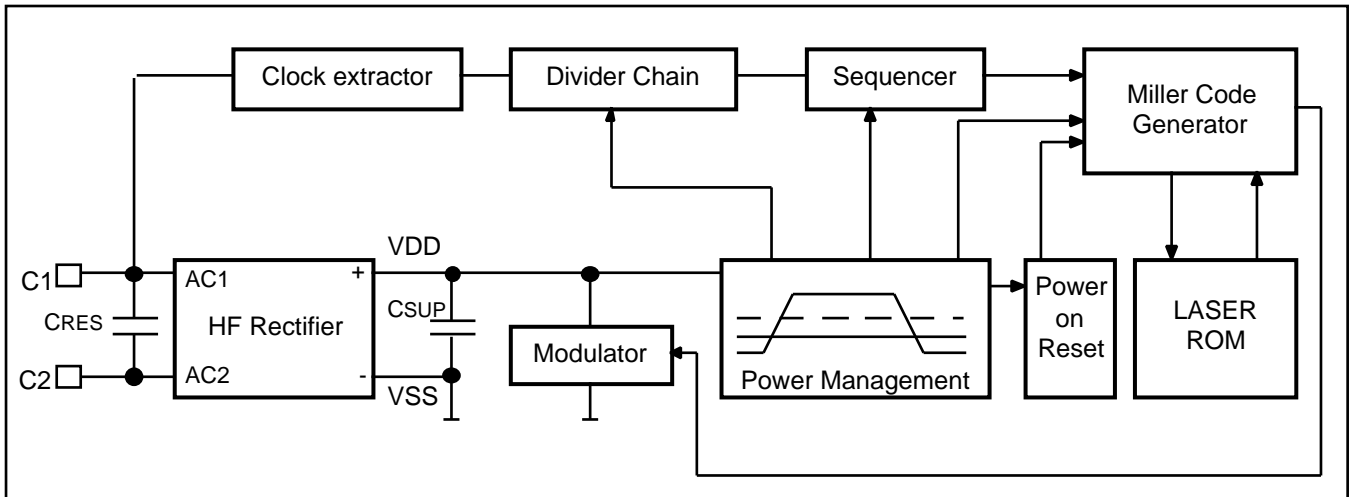 Clock extractor
Divider Chain
Sequencer
Miller Code
Generator
VDD
C1
AC1
+
CRES
HF Rectifier
CSUP
Modulator
C2
AC2
-
VSS
Power Management
Power
on
Reset
LASER
ROM